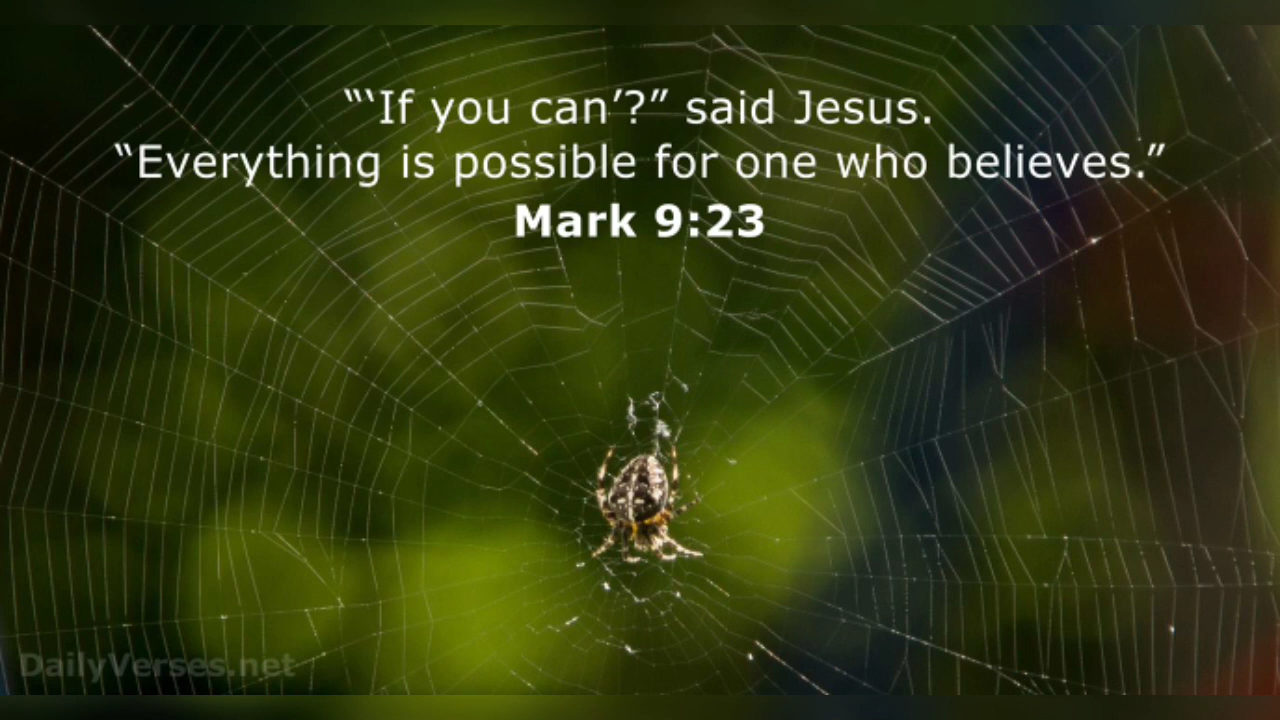 “‘If you can’?” said Jesus.
“Everything is possible for one who believes.”
Mark 9:23
DailyVerses.net